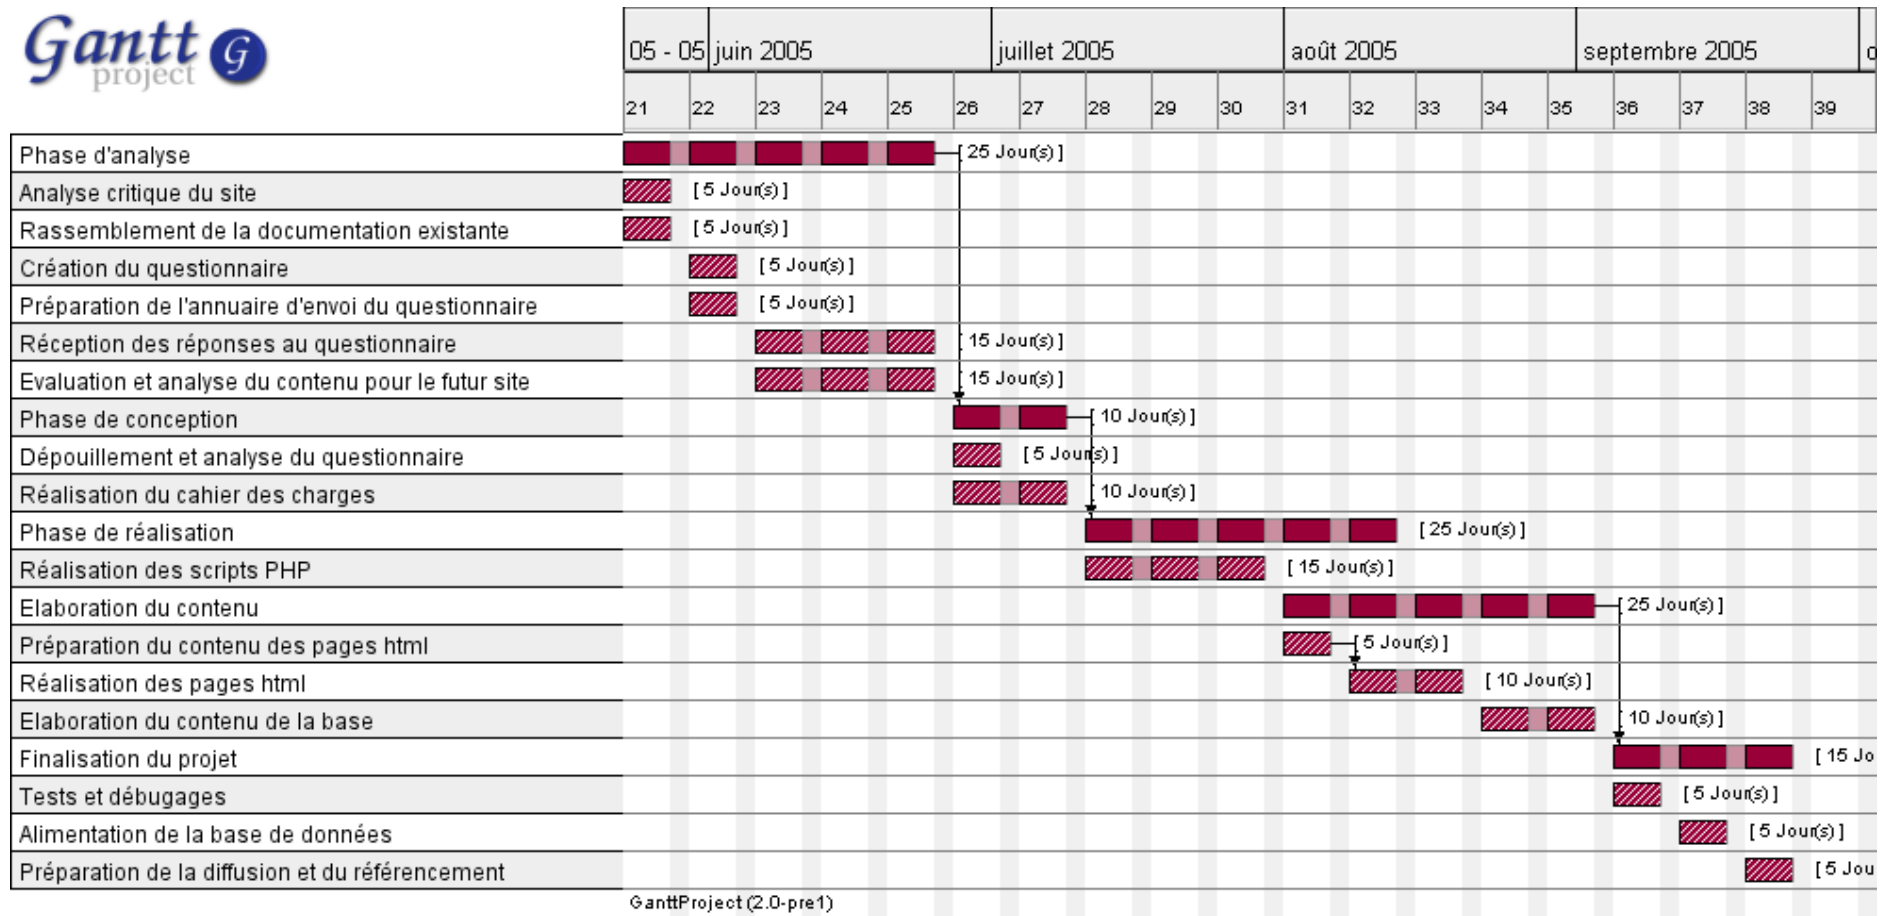 Gantt G
project
05 - 05 juin 2005 juillet 2005 août 2005 septembre 2005 o
21 22 23 24 25 26 27 28 29 30 31 32 33 34 35 36 37 38 39
Phase d'analyse [ 25 Jour(s) ]
Analyse critique du site [ 5 Jour(s) ]
Rassemblement de la documentation existante [ 5 Jour(s) ]
Création du questionnaire [ 5 Jour(s) ]
Préparation de l'annuaire d'envoi du questionnaire [ 5 Jour(s) ]
Réception des réponses au questionnaire [ 15 Jour(s) ]
Evaluation et analyse du contenu pour le futur site [ 15 Jour(s) ]
Phase de conception [ 10 Jour(s) ]
Dépouillement et analyse du questionnaire [ 5 Jour(s) ]
Réalisation du cahier des charges [ 10 Jour(s) ]
Phase de réalisation [ 25 Jour(s) ]
Réalisation des scripts PHP [ 15 Jour(s) ]
Elaboration du contenu [ 25 Jour(s) ]
Préparation du contenu des pages html [ 5 Jour(s) ]
Réalisation des pages html [ 10 Jour(s) ]
Elaboration du contenu de la base [ 10 Jour(s) ]
Finalisation du projet [ 15 Jo
Tests et débugages [ 5 Jour(s) ]
Alimentation de la base de données [ 5 Jour(s) ]
Préparation de la diffusion et du référencement [ 5 Jou
GanttProject (2.0-pre1)